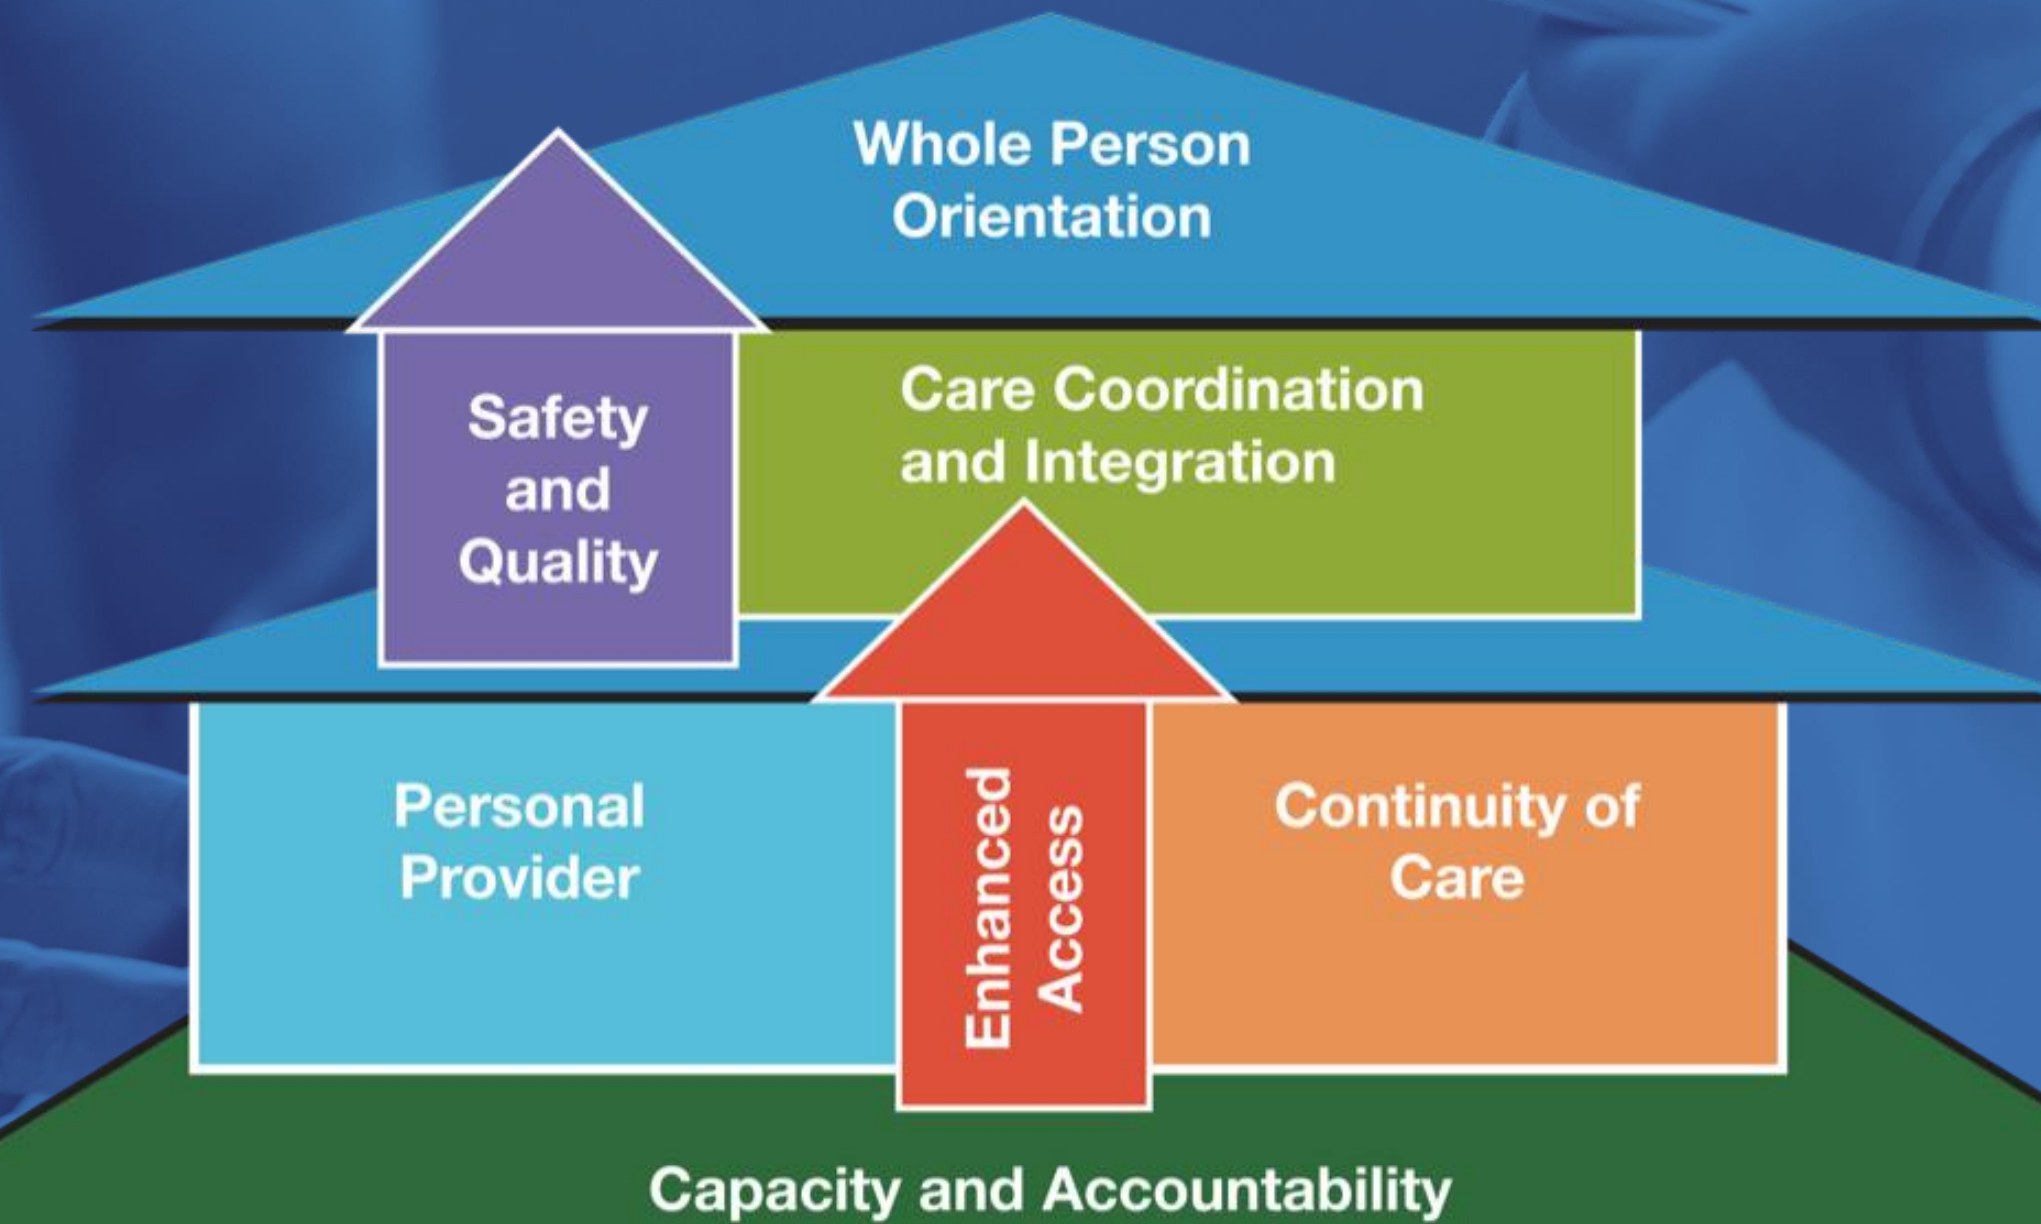 Whole Person
Orientation
Safety
and
Quality
Care Coordination
and Integration
Personal
Provider
Enhanced
Access
Continuity of
Care
Capacity and Accountability